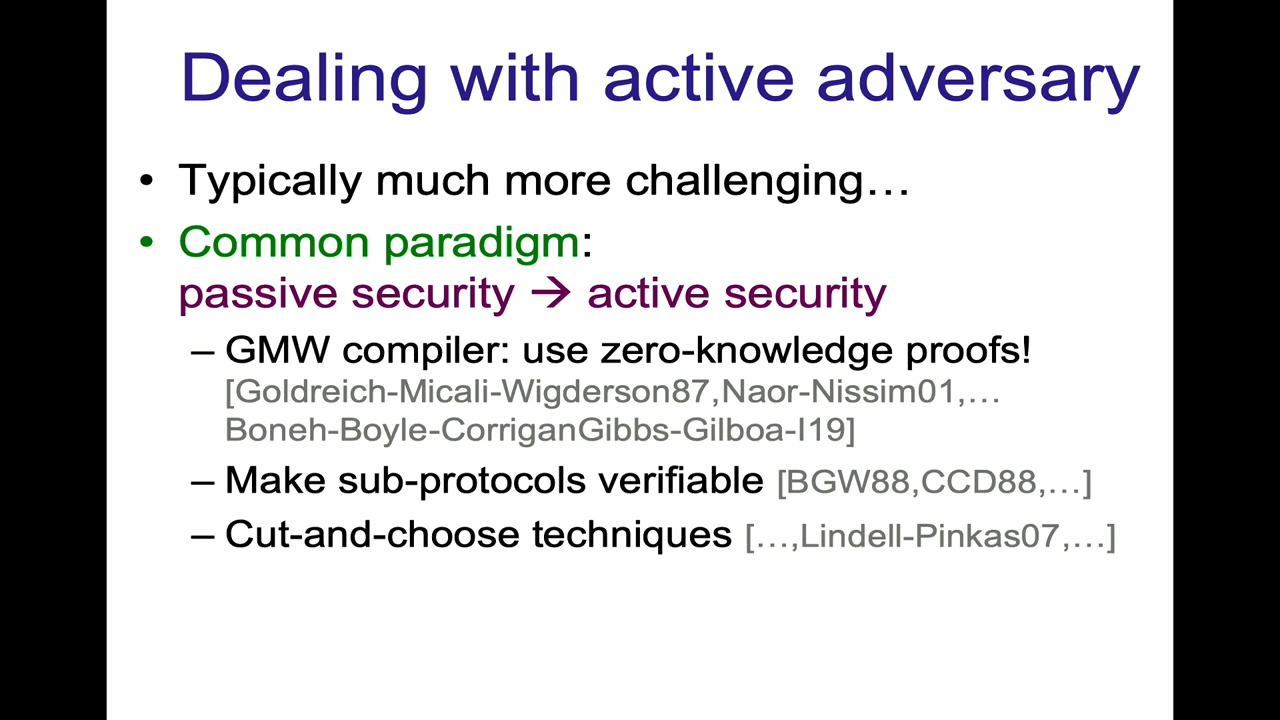 Dealing with active adversary
• Typically much more challenging…
• Common paradigm:
passive security → active security
– GMW compiler: use zero-knowledge proofs!
[Goldreich-Micali-Wigderson87,Naor-Nissim01,…
Boneh-Boyle-CorriganGibbs-Gilboa-I19]
– Make sub-protocols verifiable [BGW88,CCD88,…]
– Cut-and-choose techniques […,Lindell-Pinkas07,…]